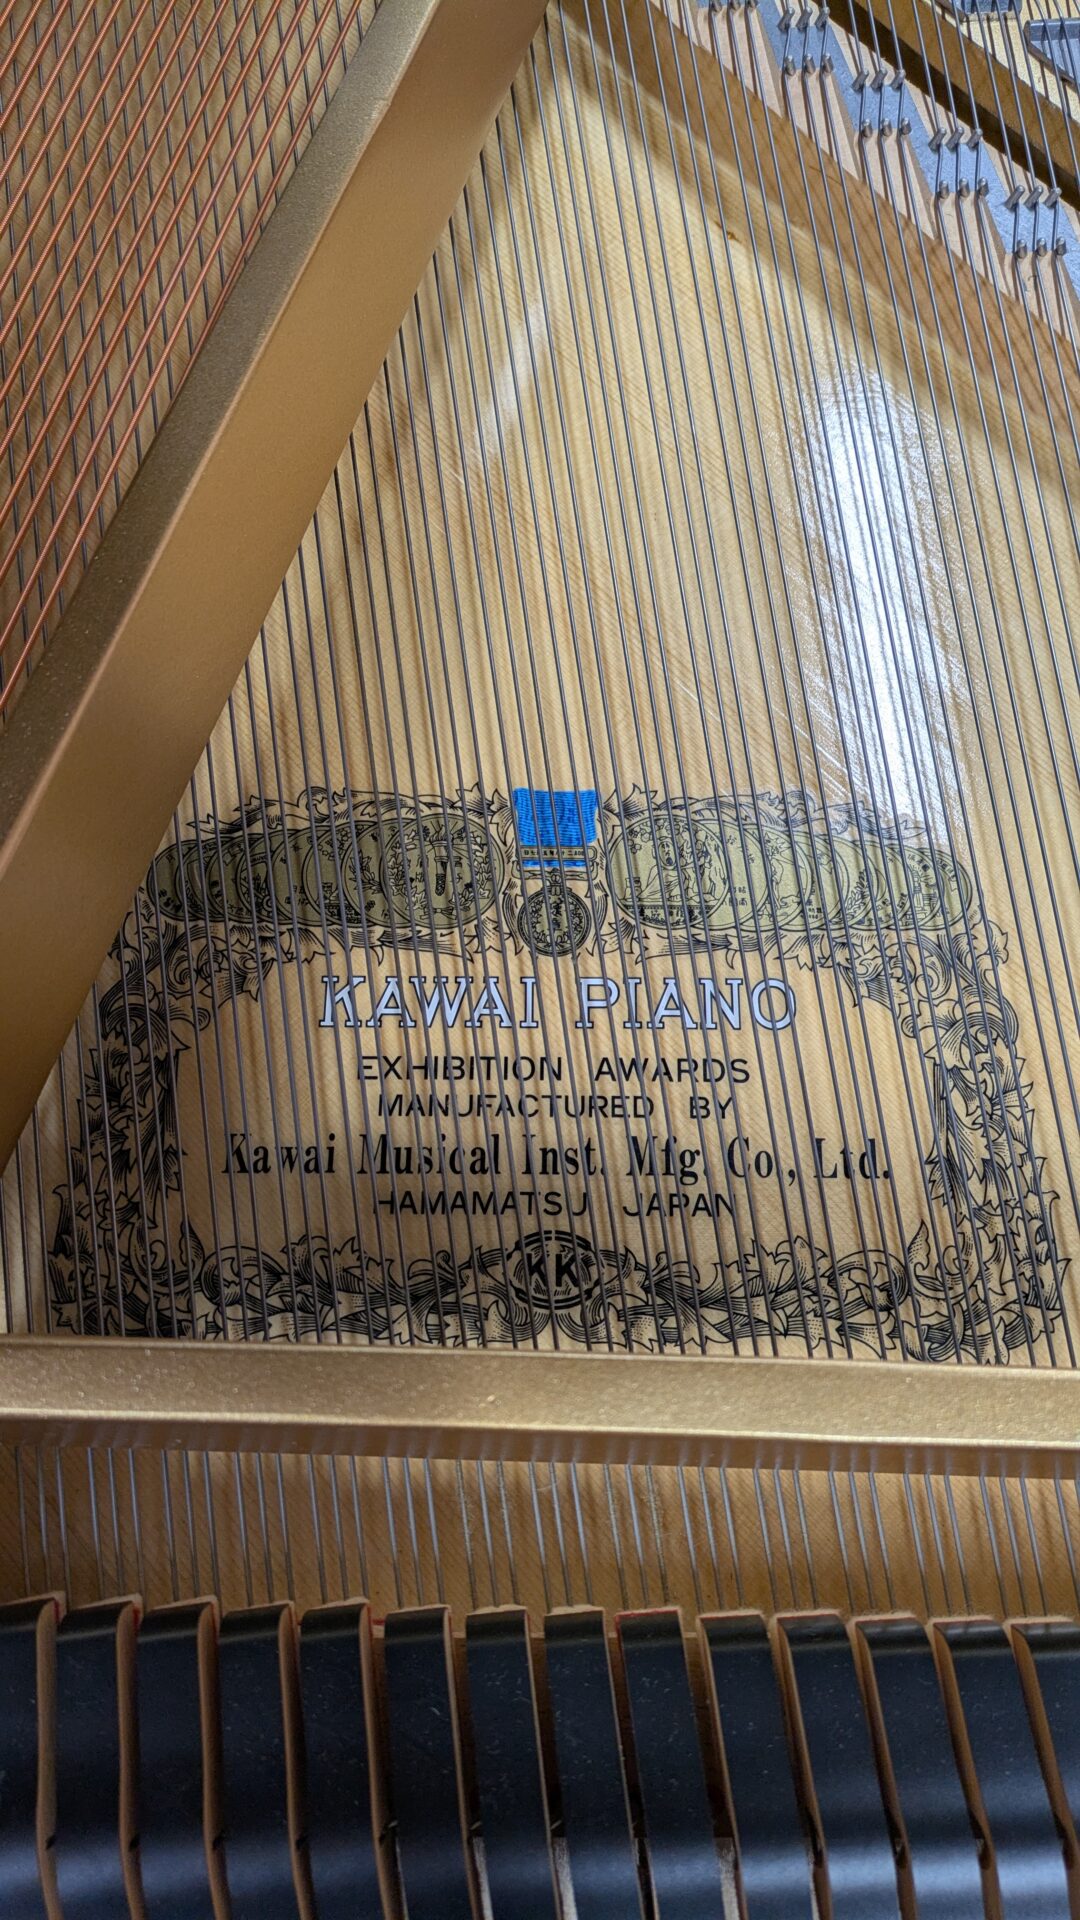 KAWAI PIANO
EXHIBITION AWARDS
MANUFACTURED BY
Kawai Musical Inst. Mfg. Co., Ltd.
HAMAMATSU JAPAN
KK